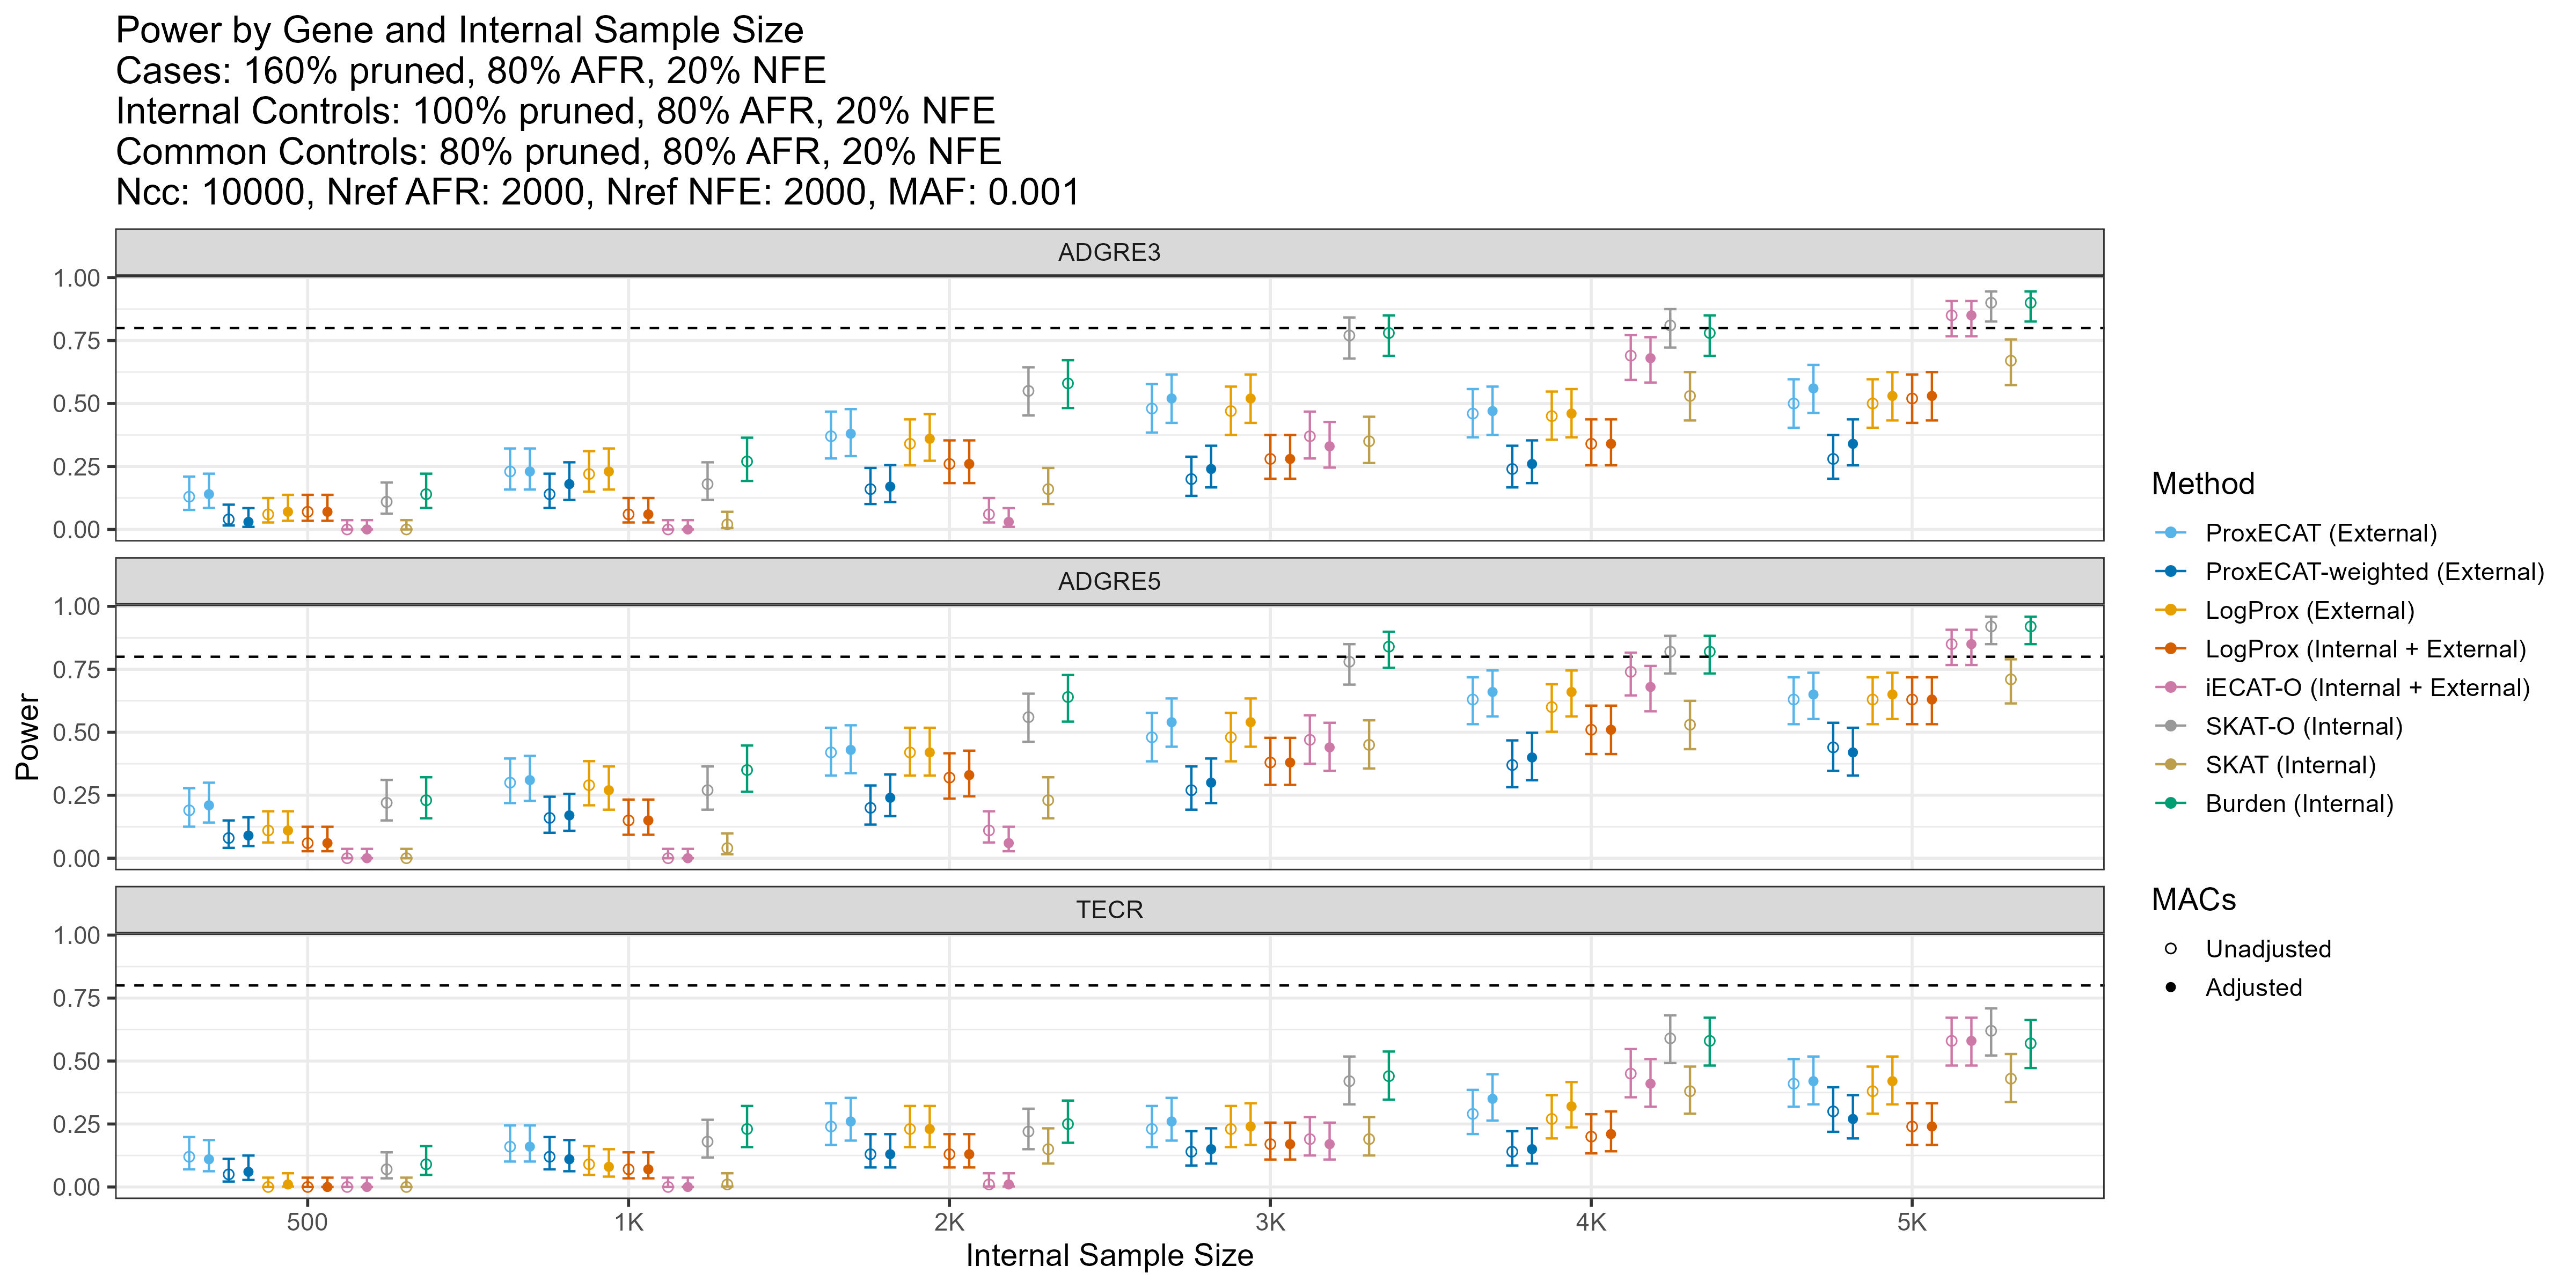 Power by Gene and Internal Sample Size
Cases: 160% pruned, 80% AFR, 20% NFE
Internal Controls: 100% pruned, 80% AFR, 20% NFE
Common Controls: 80% pruned, 80% AFR, 20% NFE
Ncc: 10000, Nref AFR: 2000, Nref NFE: 2000, MAF: 0.001
ADGRE3
1.00
0.75
0.50
0.25
0.00
ADGRE5
1.00
0.75
0.50
0.25
0.00
TECR
1.00
0.75
0.50
0.25
0.00
Power
500 1K 2K 3K 4K 5K
Internal Sample Size
Method
ProxECAT (External)
ProxECAT-weighted (External)
LogProx (External)
LogProx (Internal + External)
iECAT-O (Internal + External)
SKAT-O (Internal)
SKAT (Internal)
Burden (Internal)
MACs
Unadjusted
Adjusted